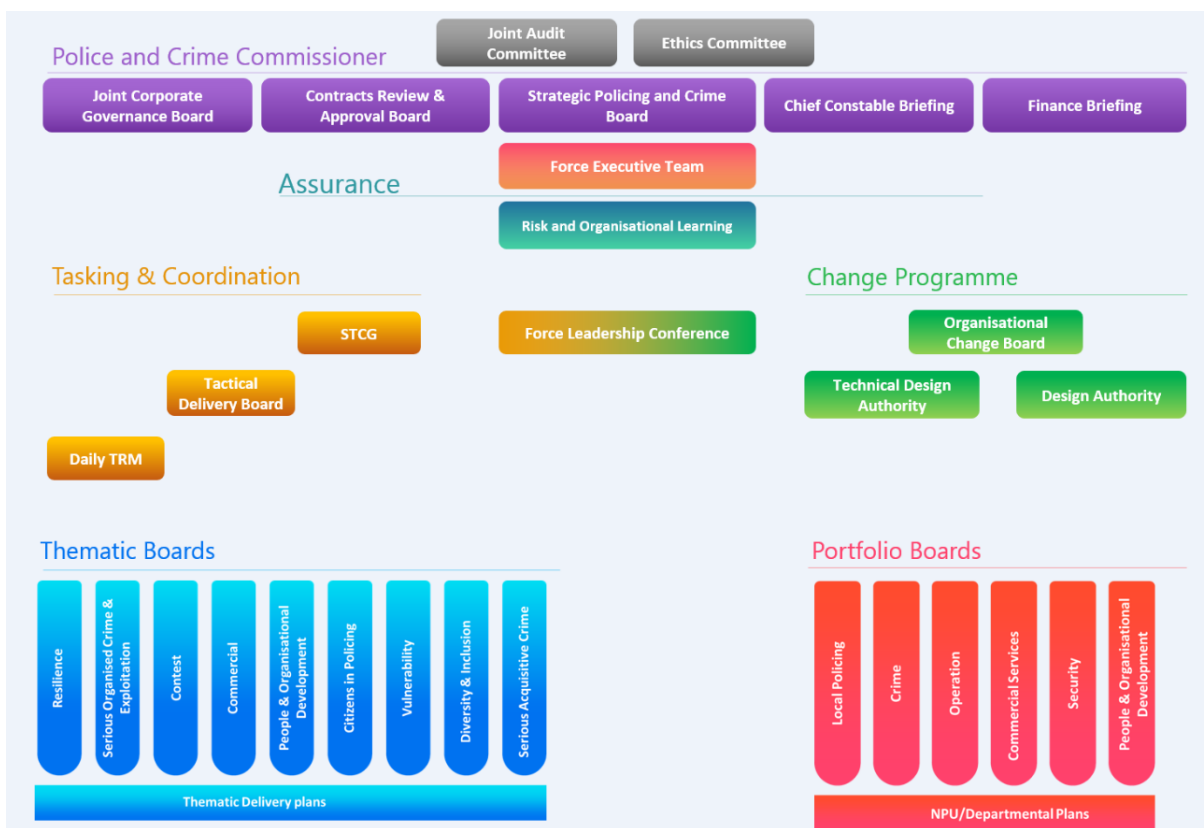 Joint Audit
Committee
Ethics Committee
Police and Crime Commissioner
Joint Corporate
Governance Board
Contracts Review &
Approval Board
Strategic Policing and Crime
Board
Chief Constable Briefing
Finance Briefing
Force Executive Team
Assurance
Risk and Organisational Learning
Tasking & Coordination
Change Programme
STCG
Force Leadership Conference
Organisational
Change Board
Tactical
Delivery Board
Technical Design
Authority
Design Authority
Daily TRM
Thematic Boards
Resilience
Serious Organised Crime &
Exploitation
Contest
Commercial
People & Organisational
Development
Citizens in Policing
Vulnerability
Diversity & Inclusion
Serious Acquisitive Crime
Thematic Delivery plans
Portfolio Boards
Local Policing
Crime
Operation
Commercial Services
Security
People & Organisational
Development
NPU/Departmental Plans